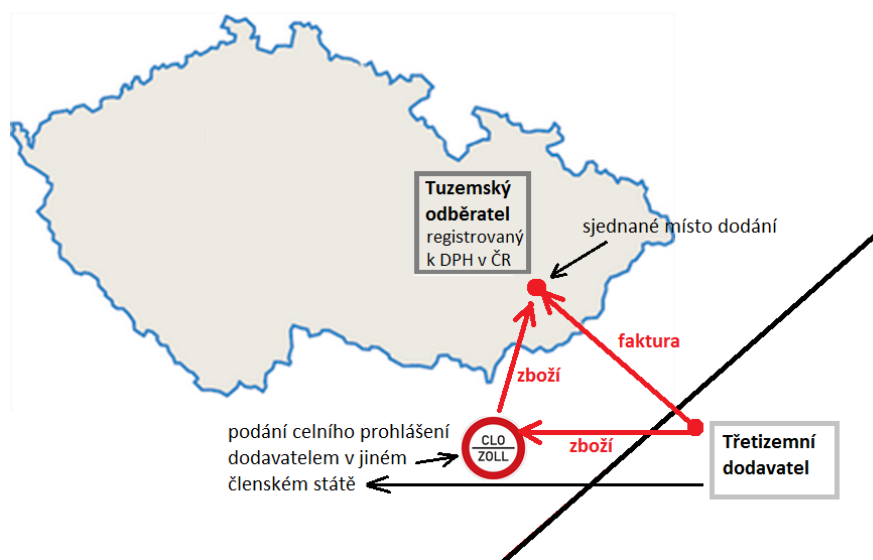 Tuzemský
odběratel
registrovaný
k DPH v ČR
sjednané místo dodání
faktura
zboží
podání celního prohlášení
dodavatelem v jiném
členském státě
CLO
ZOLL
zboží
Třetizemní
dodavatel